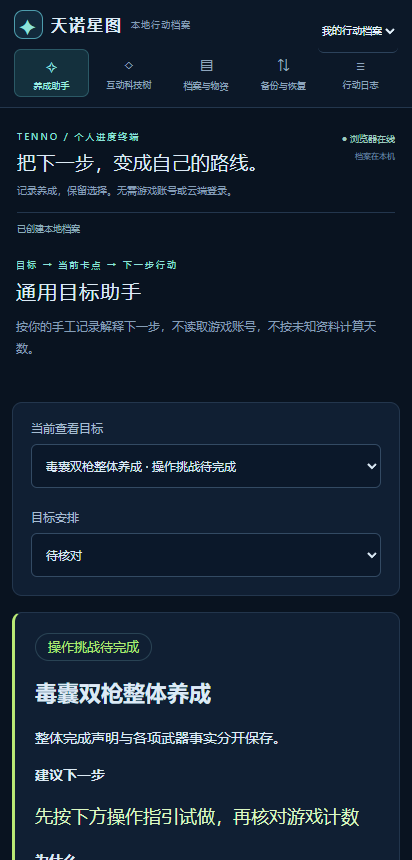 天诺星图 本地行动档案
我的行动档案
养成助手 互动科技树 档案与物资 备份与恢复 行动日志
TENNO / 个人进度终端
浏览器在线
把下一步，变成自己的路线。
档案在本机
记录养成，保留选择。无需游戏账号或云端登录。
已创建本地档案
目标 → 当前卡点 → 下一步行动
通用目标助手
按你的手工记录解释下一步，不读取游戏账号，不按未知资料计算天
数。
当前查看目标
毒囊双枪整体养成 · 操作挑战待完成
目标安排
待核对
操作挑战待完成
毒囊双枪整体养成
整体完成声明与各项武器事实分开保存。
建议下一步
先按下方操作指引试做，再核对游戏计数
为什么